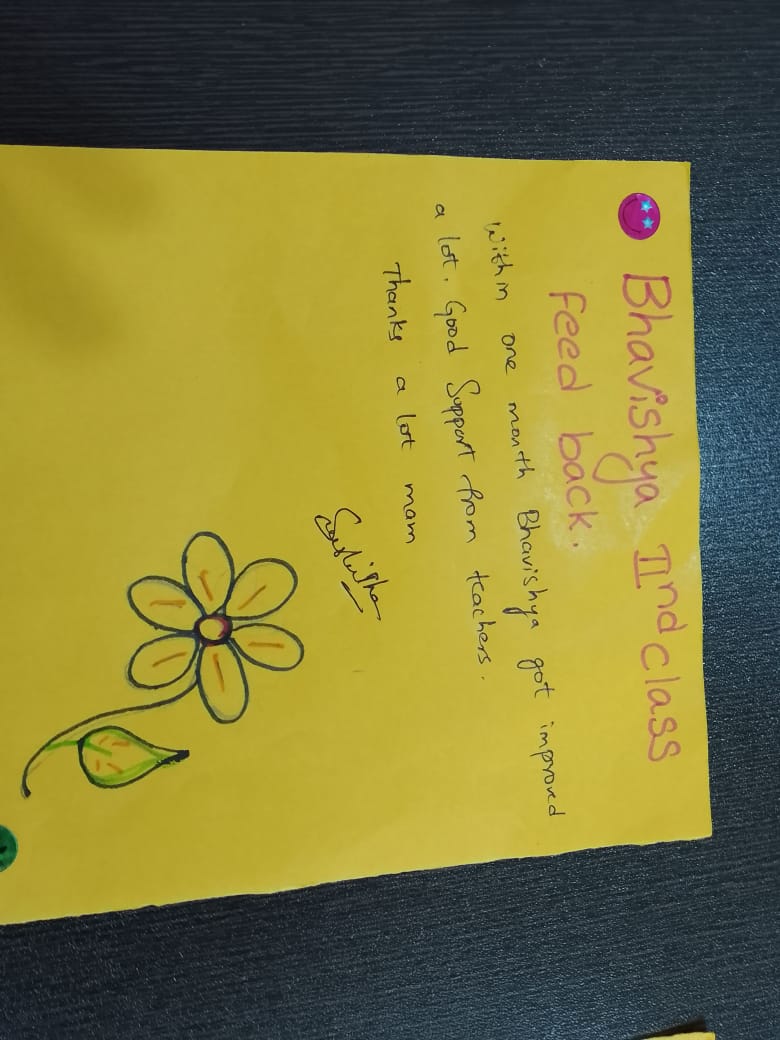 Bhavishya IInd class
feed back.
Within one month Bhavishya got improved
a lot. Good Support from teachers.
Thanks a lot mam